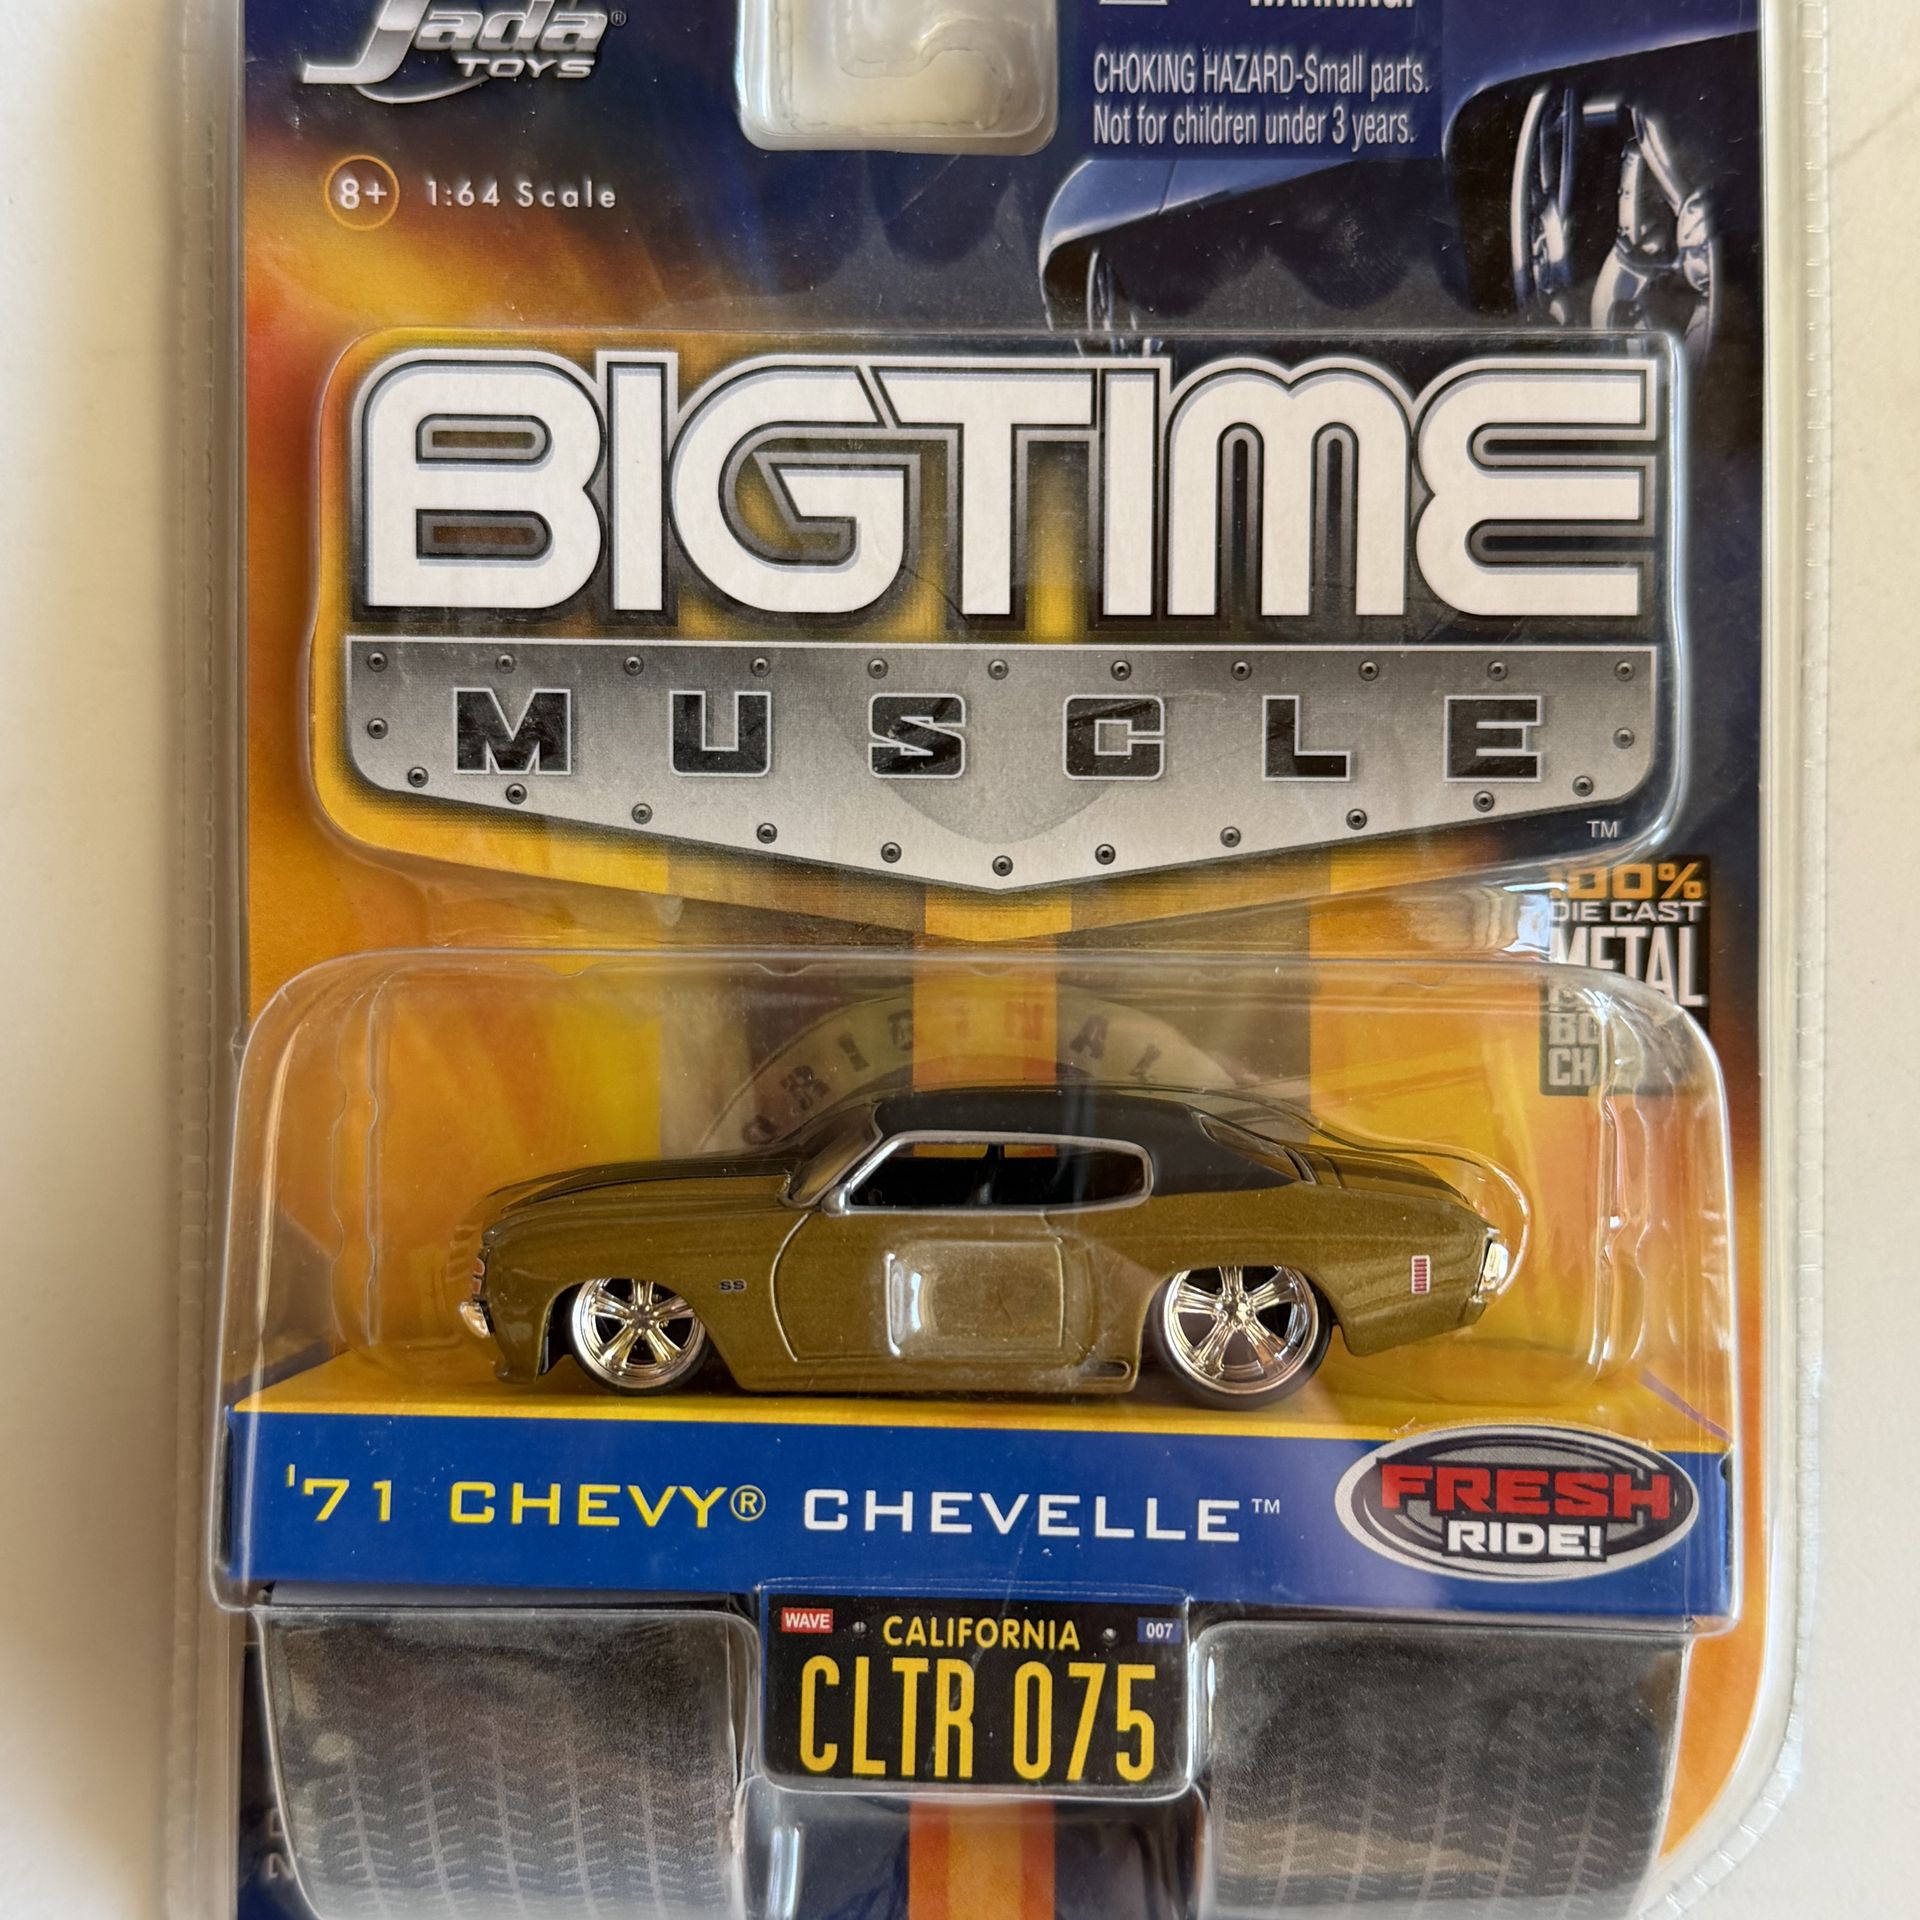 Jada
TOYS®
WARNING:
CHOKING HAZARD-Small parts.
Not for children under 3 years.
8+ 1:64 Scale
BIGTIME
MUSCLE
™
100%
DIE CAST
METAL
ORIGINAL
SS
'71 CHEVY® CHEVELLE™
FRESH
RIDE!
WAVE CALIFORNIA 007
CLTR 075